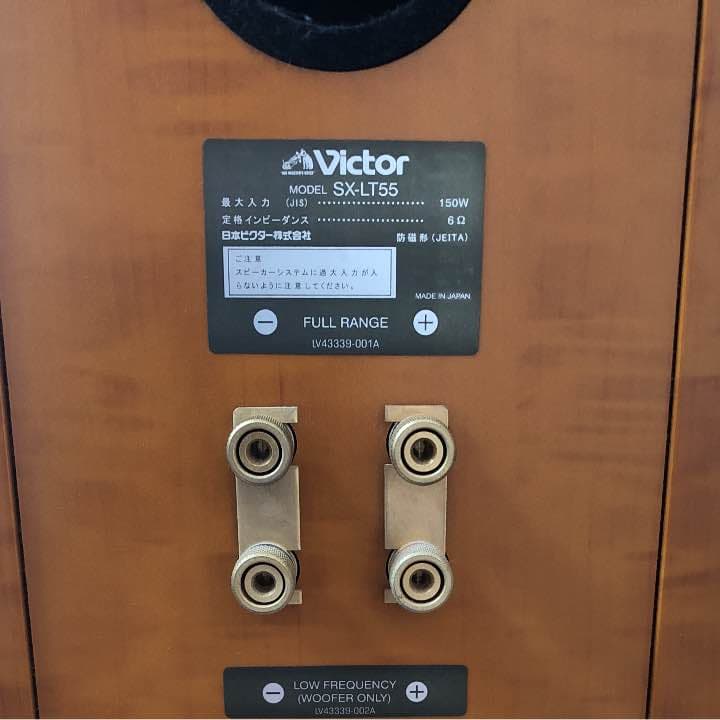 Victor
MODEL SX-LT55
最大入力 (JIS) ······················ 150W
定格インピーダンス ······················ 6Ω
日本ビクター株式会社 防磁形(JEITA)
ご注意
スピーカーシステムに過大入力が入
らないように注意してください。
MADE IN JAPAN
− FULL RANGE +
LV43339-001A
− LOW FREQUENCY +
(WOOFER ONLY)
LV43339-002A